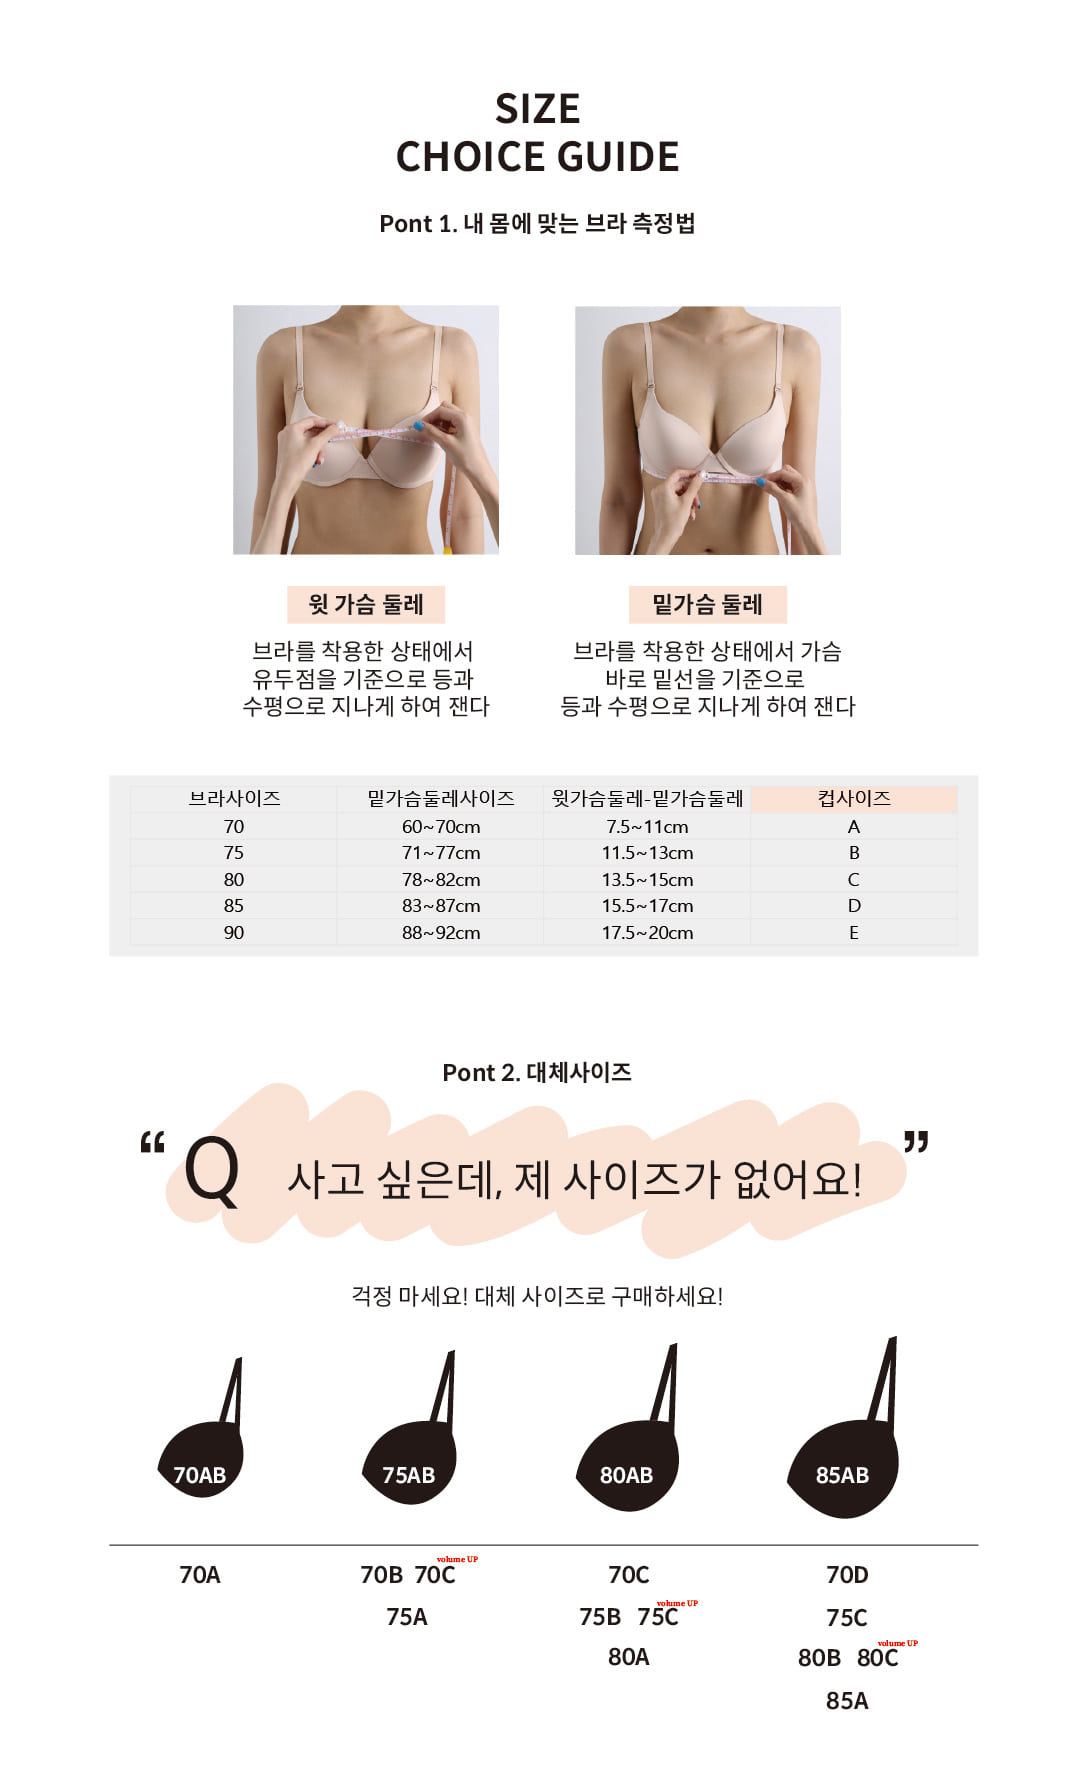 SIZE
CHOICE GUIDE
Pont 1. 내 몸에 맞는 브라 측정법
윗 가슴 둘레
브라를 착용한 상태에서
유두점을 기준으로 등과
수평으로 지나게 하여 잰다
밑가슴 둘레
브라를 착용한 상태에서 가슴
바로 밑선을 기준으로
등과 수평으로 지나게 하여 잰다
브라사이즈 밑가슴둘레사이즈 윗가슴둘레-밑가슴둘레 컵사이즈
70 60~70cm 7.5~11cm A
75 71~77cm 11.5~13cm B
80 78~82cm 13.5~15cm C
85 83~87cm 15.5~17cm D
90 88~92cm 17.5~20cm E
Pont 2. 대체사이즈
“ Q 사고 싶은데, 제 사이즈가 없어요! ”
걱정 마세요! 대체 사이즈로 구매하세요!
70AB 75AB 80AB 85AB
volume UP
70A 70B 70C 70C 70D
volume UP
75A 75B 75C 75C
volume UP
80A 80B 80C
85A